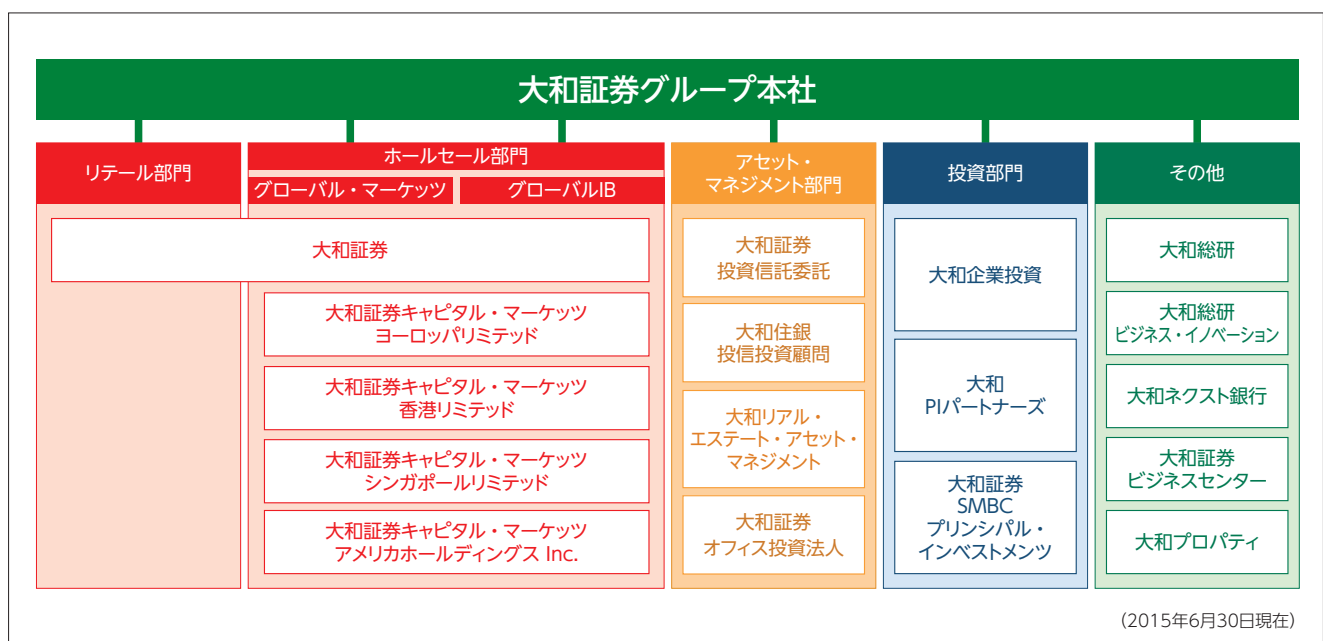 大和証券グループ本社
リテール部門
ホールセール部門
グローバル・マーケッツ
グローバルIB
アセット・
マネジメント部門
投資部門
その他
大和証券
大和証券キャピタル・マーケッツ
ヨーロッパリミテッド
大和証券キャピタル・マーケッツ
香港リミテッド
大和証券キャピタル・マーケッツ
シンガポールリミテッド
大和証券キャピタル・マーケッツ
アメリカホールディングス Inc.
大和証券
投資信託委託
大和住銀
投信投資顧問
大和リアル・
エステート・アセット・
マネジメント
大和証券
オフィス投資法人
大和企業投資
大和
PIパートナーズ
大和証券
SMBC
プリンシパル・
インベストメンツ
大和総研
大和総研
ビジネス・イノベーション
大和ネクスト銀行
大和証券
ビジネスセンター
大和プロパティ
(2015年6月30日現在)